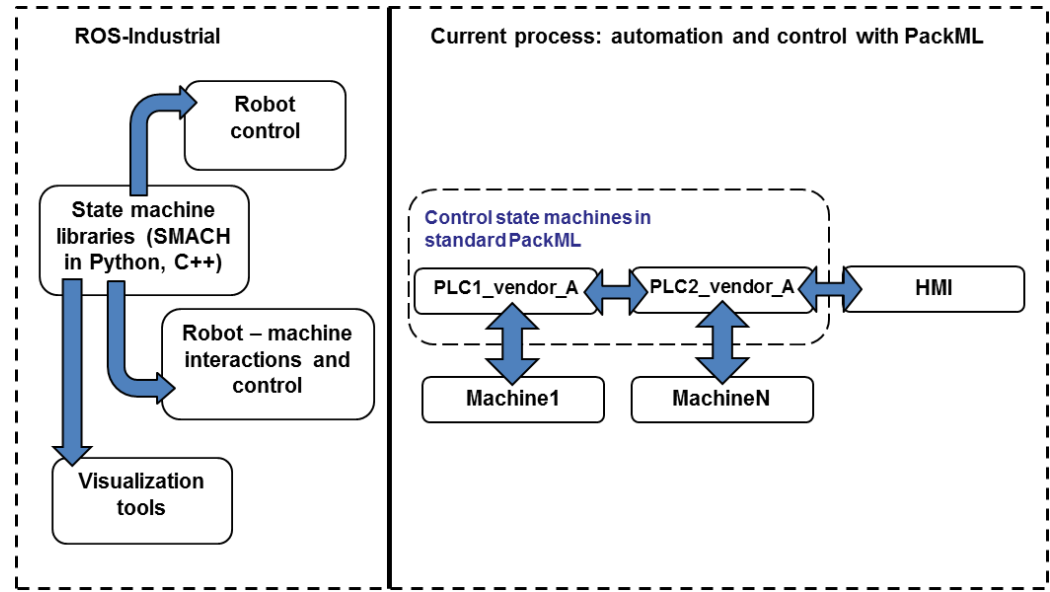 ROS-Industrial
Robot
control
State machine
libraries (SMACH
in Python, C++)
Robot – machine
interactions and
control
Visualization
tools
Current process: automation and control with PackML
Control state machines in
standard PackML
PLC1_vendor_A
PLC2_vendor_A
HMI
Machine1
MachineN